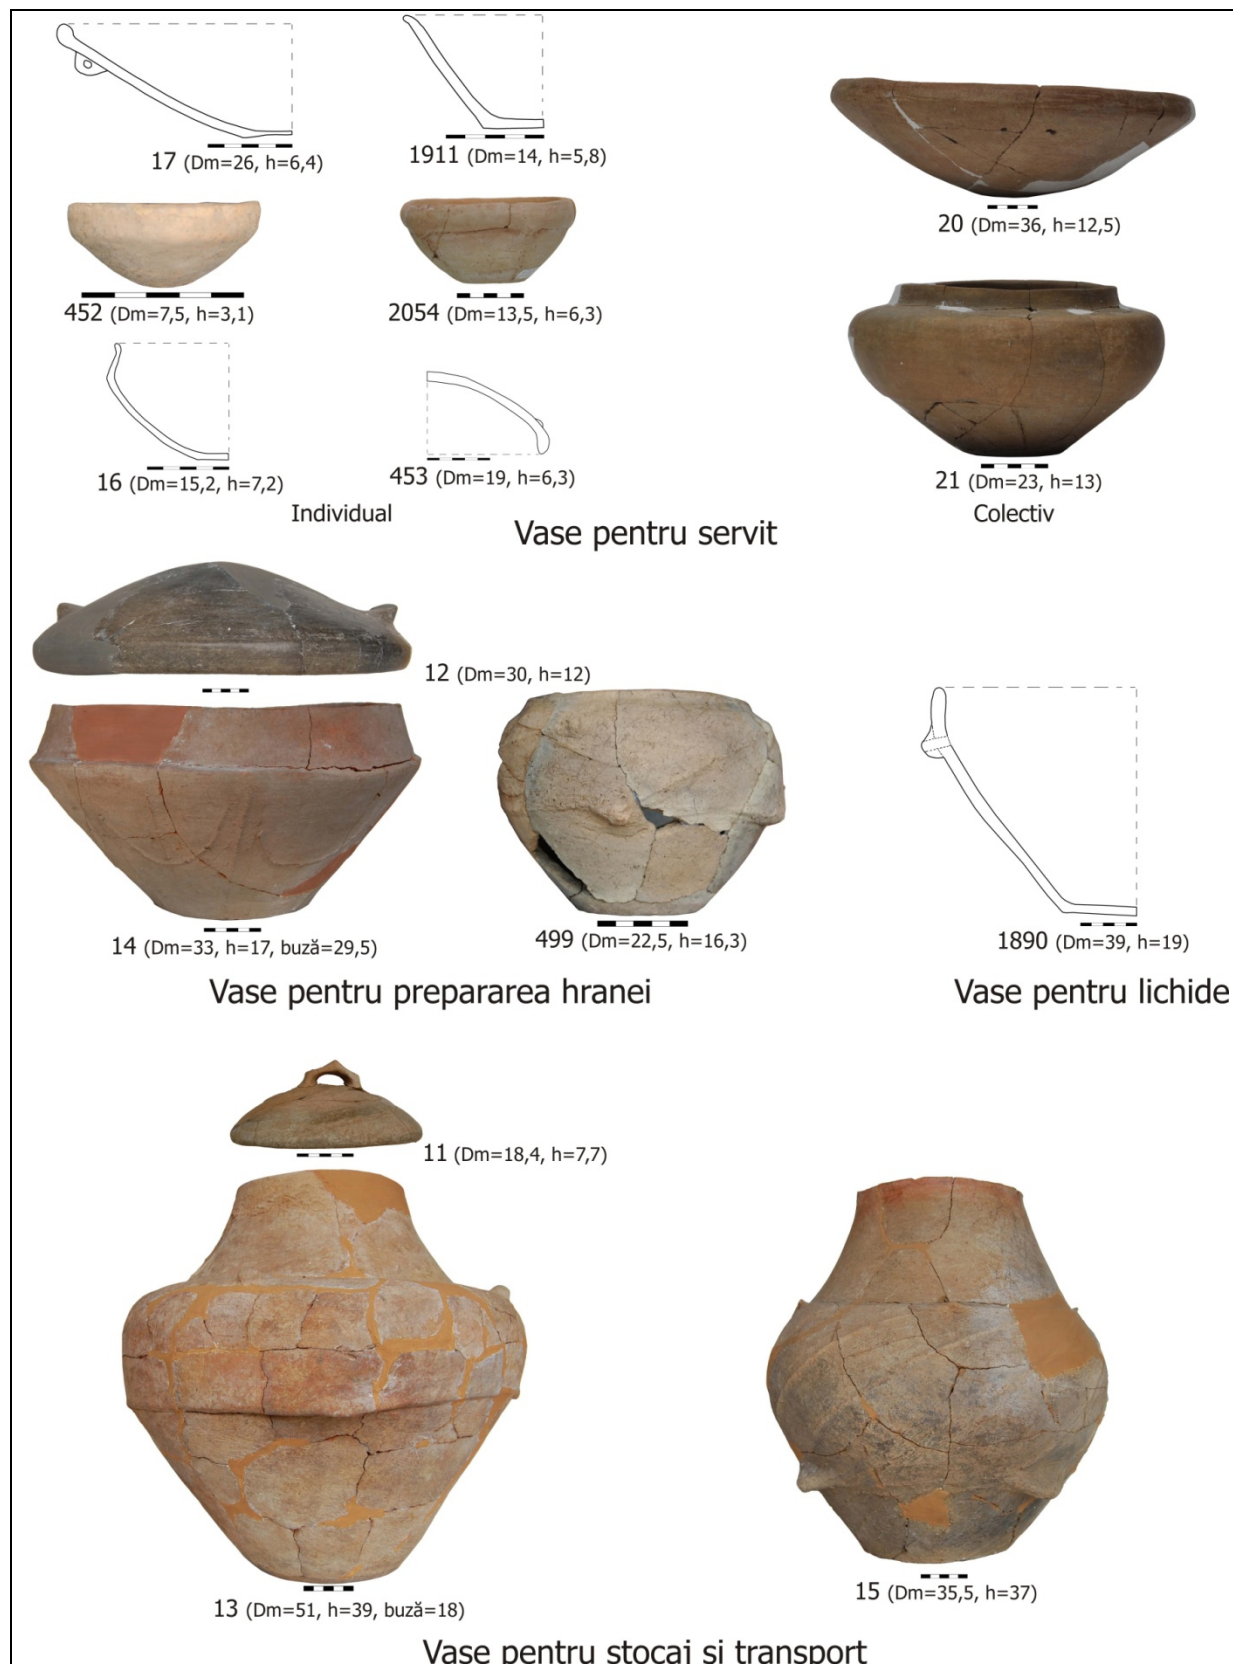 17 (Dm=26, h=6,4)
1911 (Dm=14, h=5,8)
20 (Dm=36, h=12,5)
452 (Dm=7,5, h=3,1)
2054 (Dm=13,5, h=6,3)
16 (Dm=15,2, h=7,2)
453 (Dm=19, h=6,3)
21 (Dm=23, h=13)
Individual
Colectiv
Vase pentru servit
12 (Dm=30, h=12)
14 (Dm=33, h=17, buză=29,5)
499 (Dm=22,5, h=16,3)
1890 (Dm=39, h=19)
Vase pentru prepararea hranei
Vase pentru lichide
11 (Dm=18,4, h=7,7)
13 (Dm=51, h=39, buză=18)
15 (Dm=35,5, h=37)
Vase pentru stocaj si transport